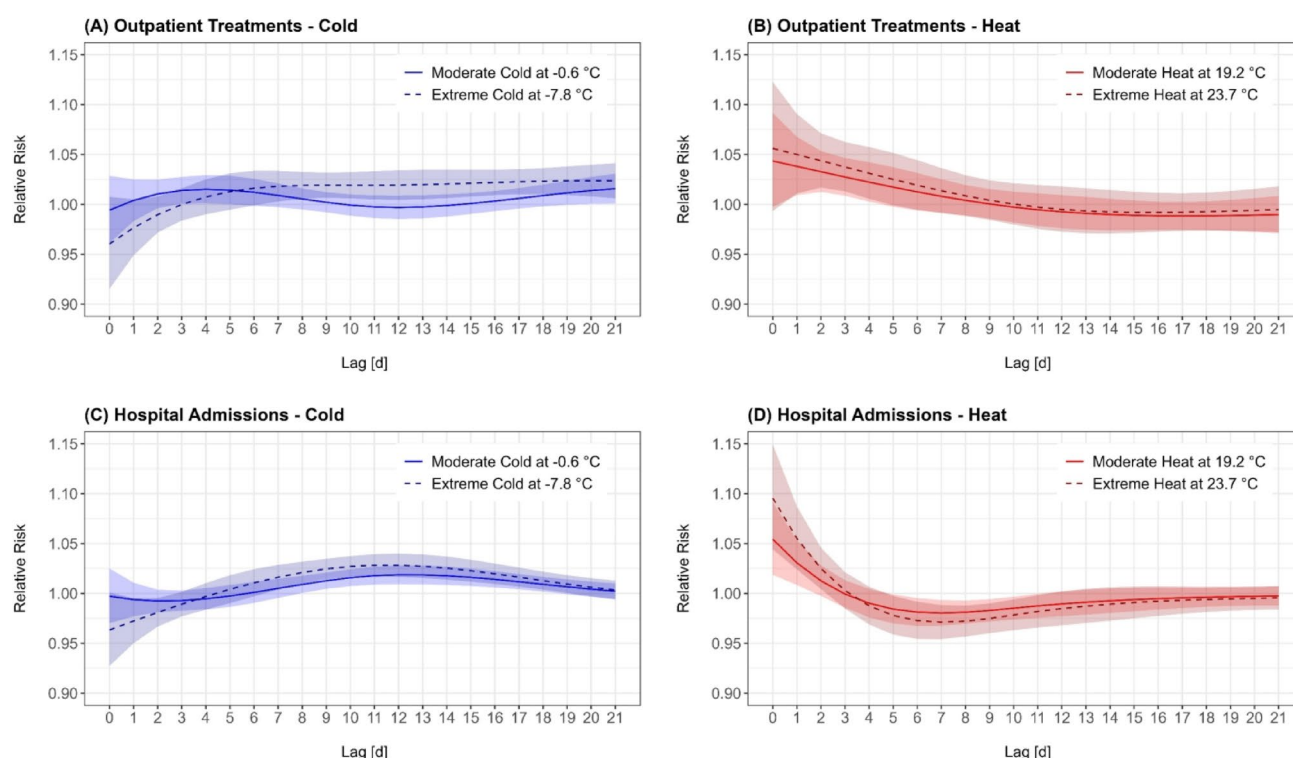 (A) Outpatient Treatments - Cold
1.15
1.10
1.05
1.00
0.95
0.90
Relative Risk
Moderate Cold at -0.6 °C
Extreme Cold at -7.8 °C
0 1 2 3 4 5 6 7 8 9 10 11 12 13 14 15 16 17 18 19 20 21
Lag [d]
(B) Outpatient Treatments - Heat
1.15
1.10
1.05
1.00
0.95
0.90
Relative Risk
Moderate Heat at 19.2 °C
Extreme Heat at 23.7 °C
0 1 2 3 4 5 6 7 8 9 10 11 12 13 14 15 16 17 18 19 20 21
Lag [d]
(C) Hospital Admissions - Cold
1.15
1.10
1.05
1.00
0.95
0.90
Relative Risk
Moderate Cold at -0.6 °C
Extreme Cold at -7.8 °C
0 1 2 3 4 5 6 7 8 9 10 11 12 13 14 15 16 17 18 19 20 21
Lag [d]
(D) Hospital Admissions - Heat
1.15
1.10
1.05
1.00
0.95
0.90
Relative Risk
Moderate Heat at 19.2 °C
Extreme Heat at 23.7 °C
0 1 2 3 4 5 6 7 8 9 10 11 12 13 14 15 16 17 18 19 20 21
Lag [d]